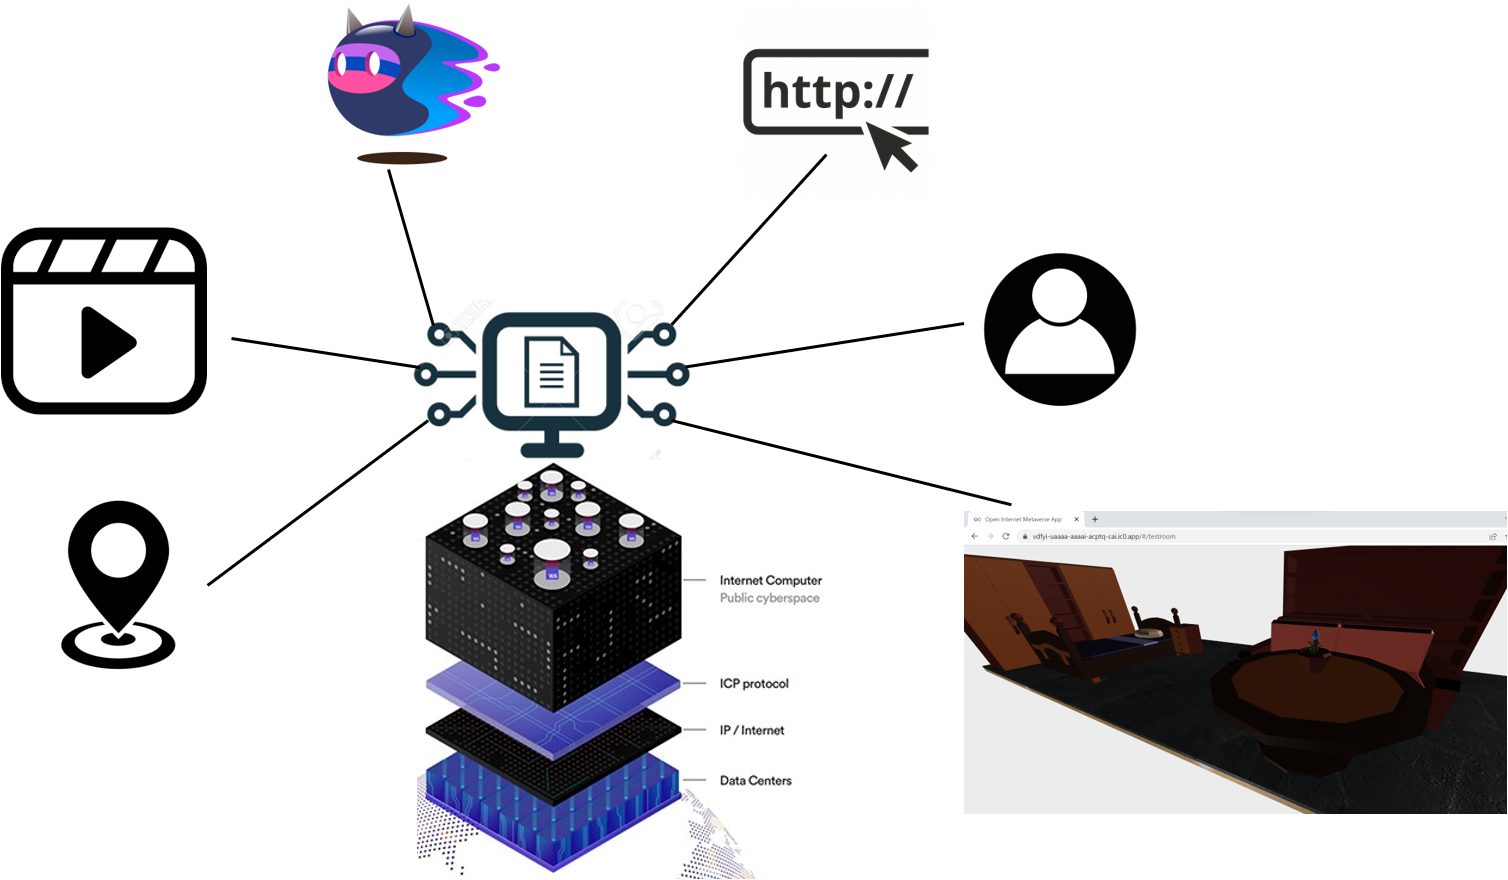 http://
Open Internet Metaverse App
vdfyi-uaaaa-aaaai-acptq-cai.ic0.app/#/testroom
Internet Computer
Public cyberspace
ICP protocol
IP / Internet
Data Centers